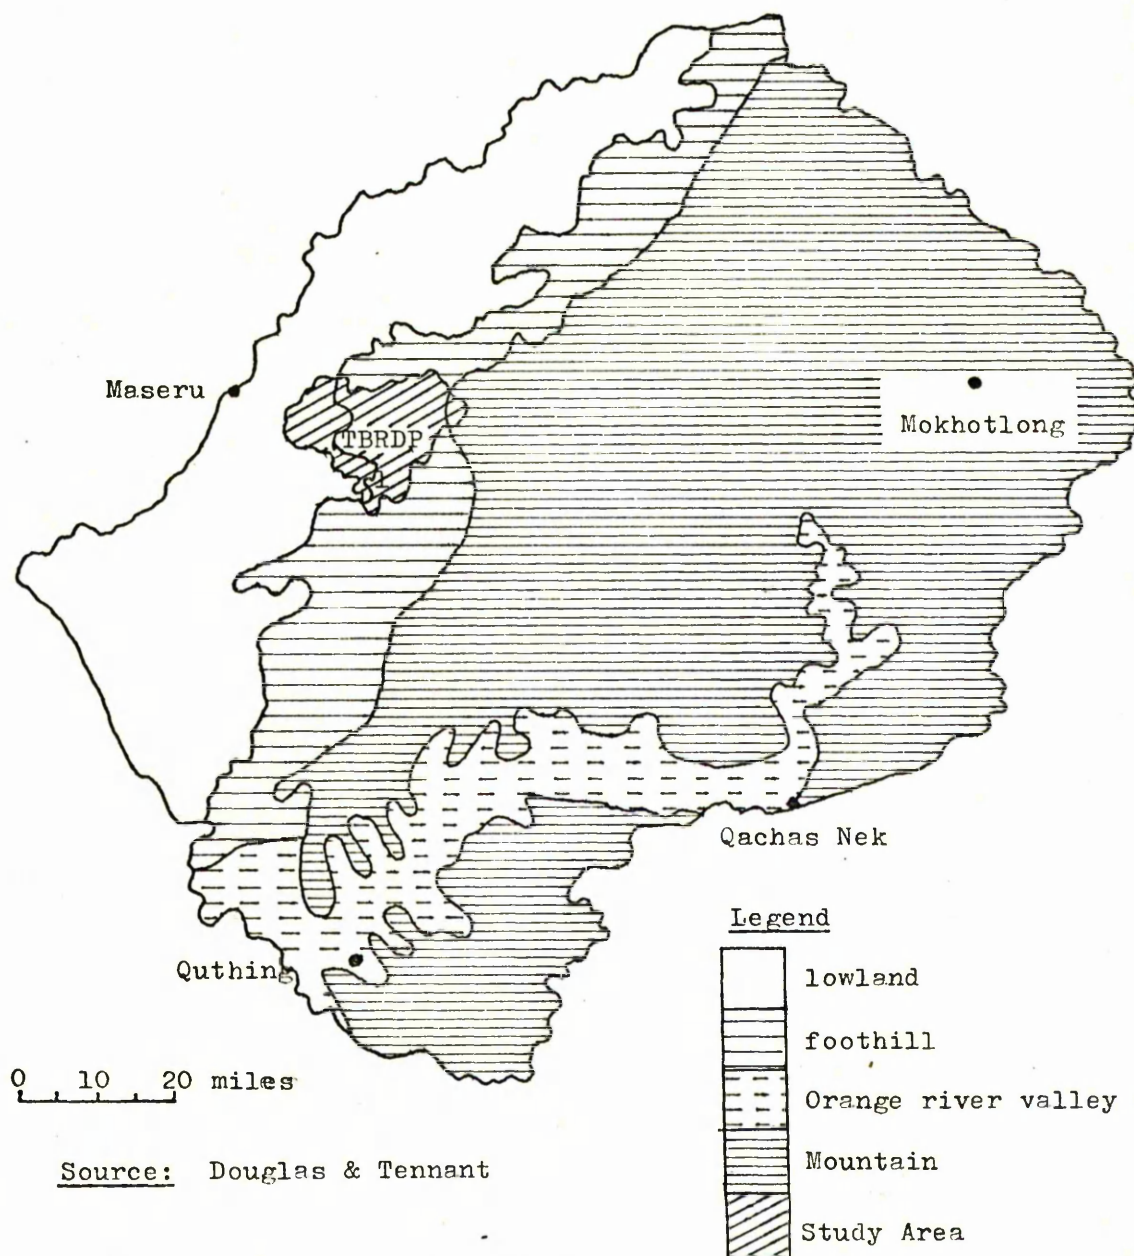 Maseru
TBRDP
Mokhotlong
Qachas Nek
Quthing
Legend
lowland
foothill
Orange river valley
Mountain
Study Area
0 10 20 miles
Source: Douglas & Tennant